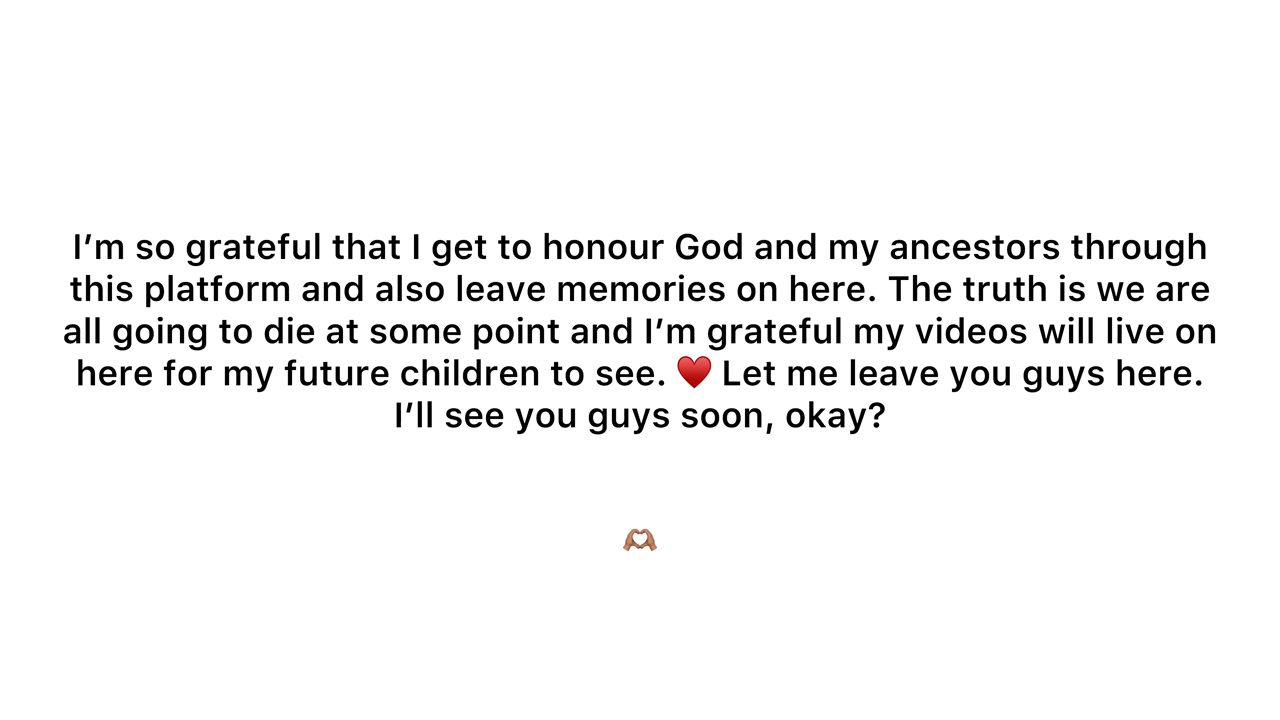 I’m so grateful that I get to honour God and my ancestors through
this platform and also leave memories on here. The truth is we are
all going to die at some point and I’m grateful my videos will live on
here for my future children to see. ♥️ Let me leave you guys here.
I’ll see you guys soon, okay?
🫶🏽